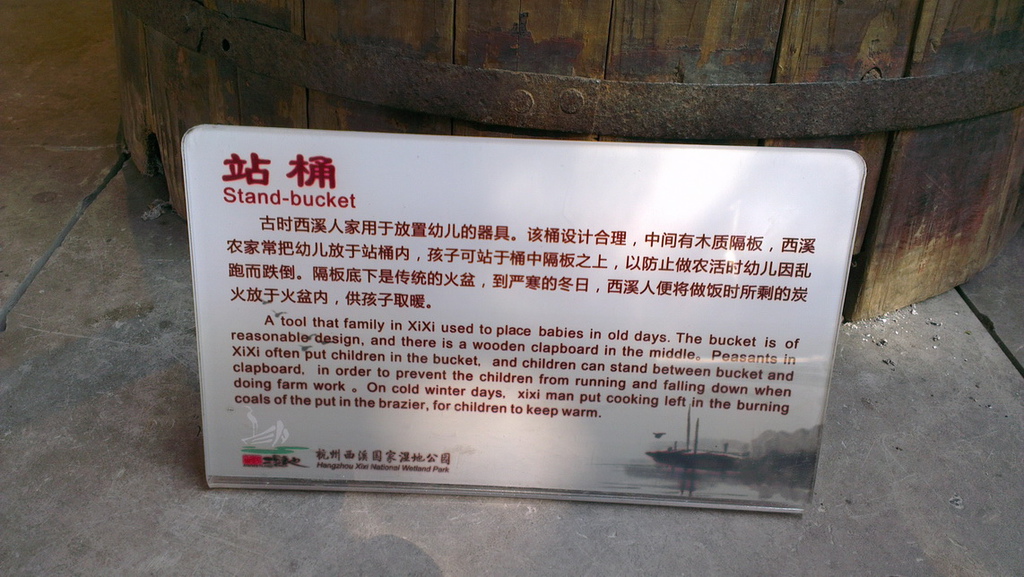 站桶
Stand-bucket
古时西溪人家用于放置幼儿的器具。该桶设计合理，中间有木质隔板，西溪
农家常把幼儿放于站桶内，孩子可站于桶中隔板之上，以防止做农活时幼儿因乱
跑而跌倒。隔板底下是传统的火盆，到严寒的冬日，西溪人便将做饭时所剩的炭
火放于火盆内，供孩子取暖。
A tool that family in XiXi used to place babies in old days. The bucket is of
reasonable design, and there is a wooden clapboard in the middle。Peasants in
XiXi often put children in the bucket, and children can stand between bucket and
clapboard, in order to prevent the children from running and falling down when
doing farm work 。On cold winter days, xixi man put cooking left in the burning
coals of the put in the brazier, for children to keep warm.
杭州西溪国家湿地公园
Hangzhou Xixi National Wetland Park